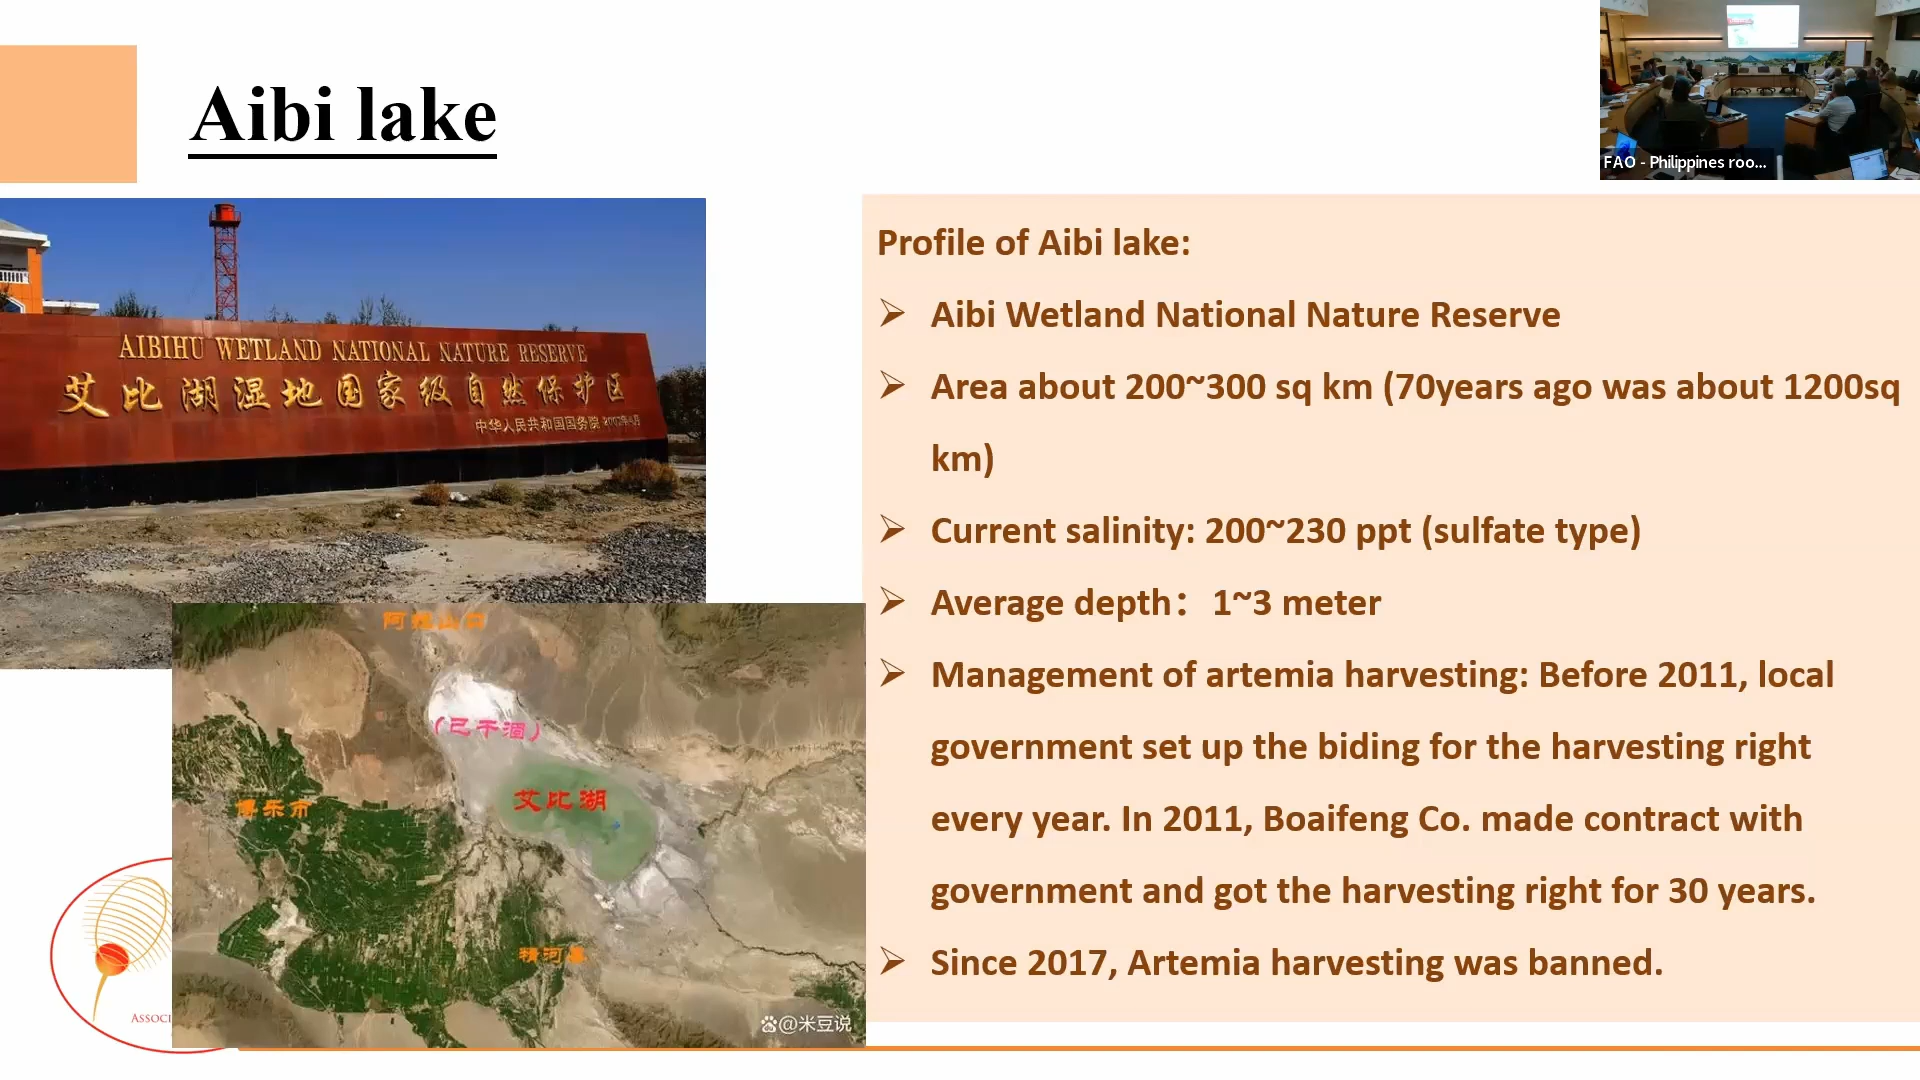 Aibi lake
FAO - Philippines roo...
AIBIHU WETLAND NATIONAL NATURE RESERVE
艾比湖湿地国家级自然保护区
中华人民共和国国务院
Profile of Aibi lake:
Aibi Wetland National Nature Reserve
Area about 200~300 sq km (70years ago was about 1200sq
km)
Current salinity: 200~230 ppt (sulfate type)
Average depth：1~3 meter
Management of artemia harvesting: Before 2011, local
government set up the biding for the harvesting right
every year. In 2011, Boaifeng Co. made contract with
government and got the harvesting right for 30 years.
Since 2017, Artemia harvesting was banned.
阿拉山口
(已干涸)
艾比湖
博乐市
精河县
@米豆说
ASSOCI